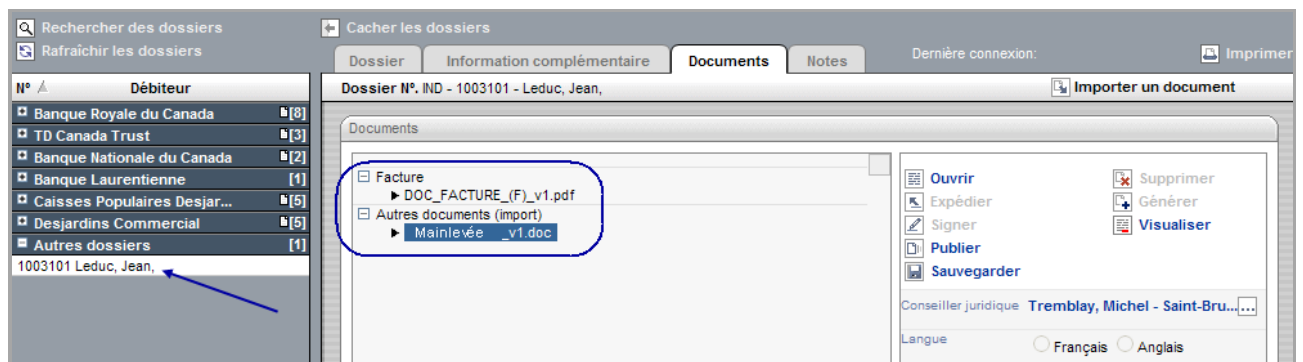 Rechercher des dossiers
Rafraîchir les dossiers
Nº Débiteur
Banque Royale du Canada [8]
TD Canada Trust [3]
Banque Nationale du Canada [2]
Banque Laurentienne [1]
Caisses Populaires Desjar... [5]
Desjardins Commercial [5]
Autres dossiers [1]
1003101 Leduc, Jean,
Cacher les dossiers
Dossier Information complémentaire Documents Notes Dernière connexion: Imprimer
Dossier Nº. IND - 1003101 - Leduc, Jean, Importer un document
Documents
Facture
DOC_FACTURE_(F)_v1.pdf
Autres documents (import)
Mainlevée _v1.doc
Ouvrir Supprimer
Expédier Générer
Signer Visualiser
Publier
Sauvegarder
Conseiller juridique Tremblay, Michel - Saint-Bru... ...
Langue Français Anglais